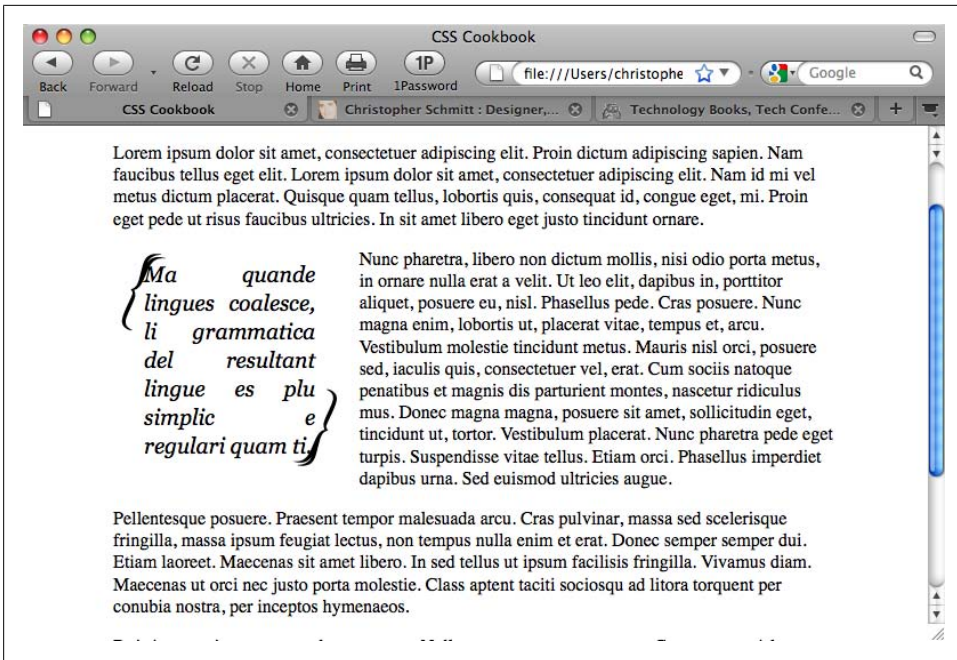 CSS Cookbook
1P
file:///Users/christophe
Google
Back
Forward
Reload
Stop
Home
Print
1Password
CSS Cookbook
Christopher Schmitt : Designer,...
Technology Books, Tech Confe...
Lorem ipsum dolor sit amet, consectetuer adipiscing elit. Proin dictum adipiscing sapien. Nam
faucibus tellus eget elit. Lorem ipsum dolor sit amet, consectetuer adipiscing elit. Nam id mi vel
metus dictum placerat. Quisque quam tellus, lobortis quis, consequat id, congue eget, mi. Proin
eget pede ut risus faucibus ultricies. In sit amet libero eget justo tincidunt ornare.
Ma quande
lingues coalesce,
li grammatica
del resultant
lingue es plu
simplic e
regulari quam ti.
Nunc pharetra, libero non dictum mollis, nisi odio porta metus,
in ornare nulla erat a velit. Ut leo elit, dapibus in, porttitor
aliquet, posuere eu, nisl. Phasellus pede. Cras posuere. Nunc
magna enim, lobortis ut, placerat vitae, tempus et, arcu.
Vestibulum molestie tincidunt metus. Mauris nisl orci, posuere
sed, iaculis quis, consectetuer vel, erat. Cum sociis natoque
penatibus et magnis dis parturient montes, nascetur ridiculus
mus. Donec magna magna, posuere sit amet, sollicitudin eget,
tincidunt ut, tortor. Vestibulum placerat. Nunc pharetra pede eget
turpis. Suspendisse vitae tellus. Etiam orci. Phasellus imperdiet
dapibus urna. Sed euismod ultricies augue.
Pellentesque posuere. Praesent tempor malesuada arcu. Cras pulvinar, massa sed scelerisque
fringilla, massa ipsum feugiat lectus, non tempus nulla enim et erat. Donec semper semper dui.
Etiam laoreet. Maecenas sit amet libero. In sed tellus ut ipsum facilisis fringilla. Vivamus diam.
Maecenas ut orci nec justo porta molestie. Class aptent taciti sociosqu ad litora torquent per
conubia nostra, per inceptos hymenaeos.